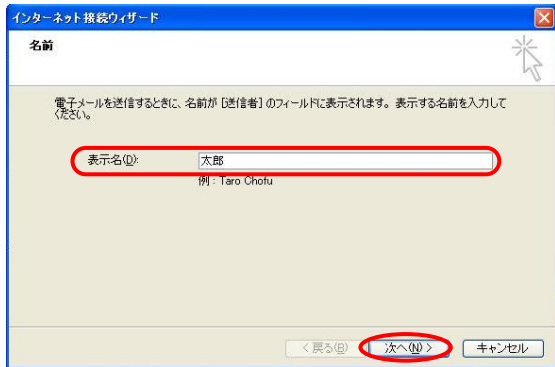 インターネット接続ウィザード
名前
電子メールを送信するときに、名前が [送信者] のフィールドに表示されます。表示する名前を入力して
ください。
表示名(D):
太郎
例 : Taro Chofu
< 戻る(B)
次へ(N) >
キャンセル